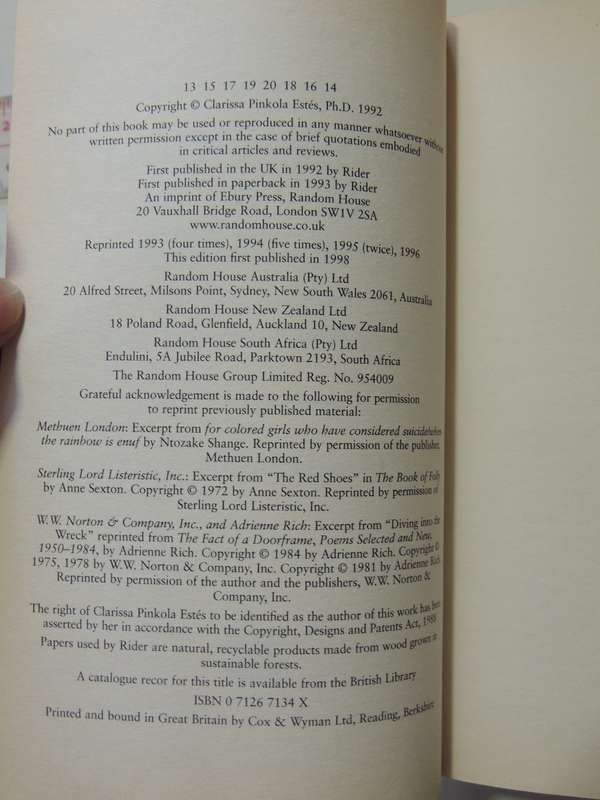 13 15 17 19 20 18 16 14
Copyright © Clarissa Pinkola Estés, Ph.D. 1992
No part of this book may be used or reproduced in any manner whatsoever without
written permission except in the case of brief quotations embodied
in critical articles and reviews.
First published in the UK in 1992 by Rider
First published in paperback in 1993 by Rider
An imprint of Ebury Press, Random House
20 Vauxhall Bridge Road, London SW1V 2SA
www.randomhouse.co.uk
Reprinted 1993 (four times), 1994 (five times), 1995 (twice), 1996
This edition first published in 1998
Random House Australia (Pty) Ltd
20 Alfred Street, Milsons Point, Sydney, New South Wales 2061, Australia
Random House New Zealand Ltd
18 Poland Road, Glenfield, Auckland 10, New Zealand
Random House South Africa (Pty) Ltd
Endulini, 5A Jubilee Road, Parktown 2193, South Africa
The Random House Group Limited Reg. No. 954009
Grateful acknowledgement is made to the following for permission
to reprint previously published material:
Methuen London: Excerpt from for colored girls who have considered suicide/when
the rainbow is enuf by Ntozake Shange. Reprinted by permission of the publisher,
Methuen London.
Sterling Lord Listeristic, Inc.: Excerpt from “The Red Shoes” in The Book of Folly
by Anne Sexton. Copyright © 1972 by Anne Sexton. Reprinted by permission of
Sterling Lord Listeristic, Inc.
W.W. Norton & Company, Inc., and Adrienne Rich: Excerpt from “Diving into the
Wreck” reprinted from The Fact of a Doorframe, Poems Selected and New,
1950–1984, by Adrienne Rich. Copyright © 1984 by Adrienne Rich. Copyright ©
1975, 1978 by W.W. Norton & Company, Inc. Copyright © 1981 by Adrienne Rich.
Reprinted by permission of the author and the publishers, W.W. Norton &
Company, Inc.
The right of Clarissa Pinkola Estés to be identified as the author of this work has been
asserted by her in accordance with the Copyright, Designs and Patents Act, 1988
Papers used by Rider are natural, recyclable products made from wood grown in
sustainable forests.
A catalogue recor for this title is available from the British Library
ISBN 0 7126 7134 X
Printed and bound in Great Britain by Cox & Wyman Ltd, Reading, Berkshire